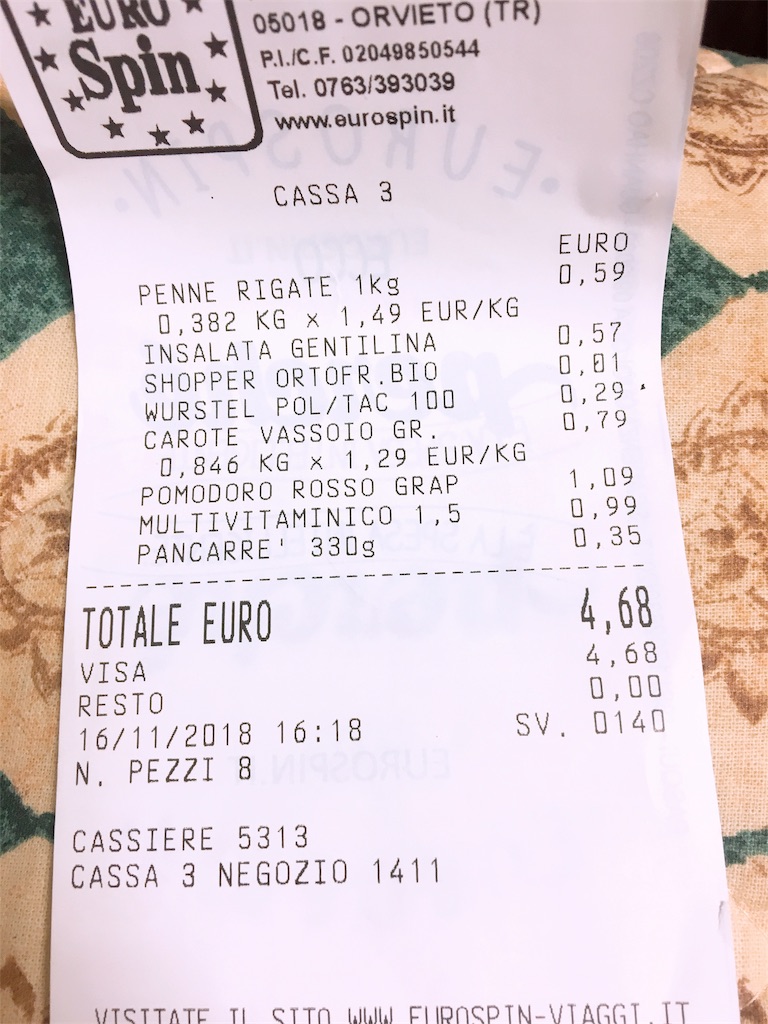 EURO
Spin
05018 - ORVIETO (TR)
P.I./C.F. 02049850544
Tel. 0763/393039
www.eurospin.it
CASSA 3
EURO
PENNE RIGATE 1kg 0,59
0,382 KG x 1,49 EUR/KG
INSALATA GENTILINA 0,57
SHOPPER ORTOFR.BIO 0,01
WURSTEL POL/TAC 100 0,29
CAROTE VASSOIO GR. 0,79
0,846 KG x 1,29 EUR/KG
POMODORO ROSSO GRAP 1,09
MULTIVITAMINICO 1,5 0,99
PANCARRE' 330g 0,35
TOTALE EURO 4,68
VISA 4,68
RESTO 0,00
16/11/2018 16:18 SV. 0140
N. PEZZI 8
CASSIERE 5313
CASSA 3 NEGOZIO 1411
VISITATE IL SITO WWW.EUROSPIN-VIAGGI.IT